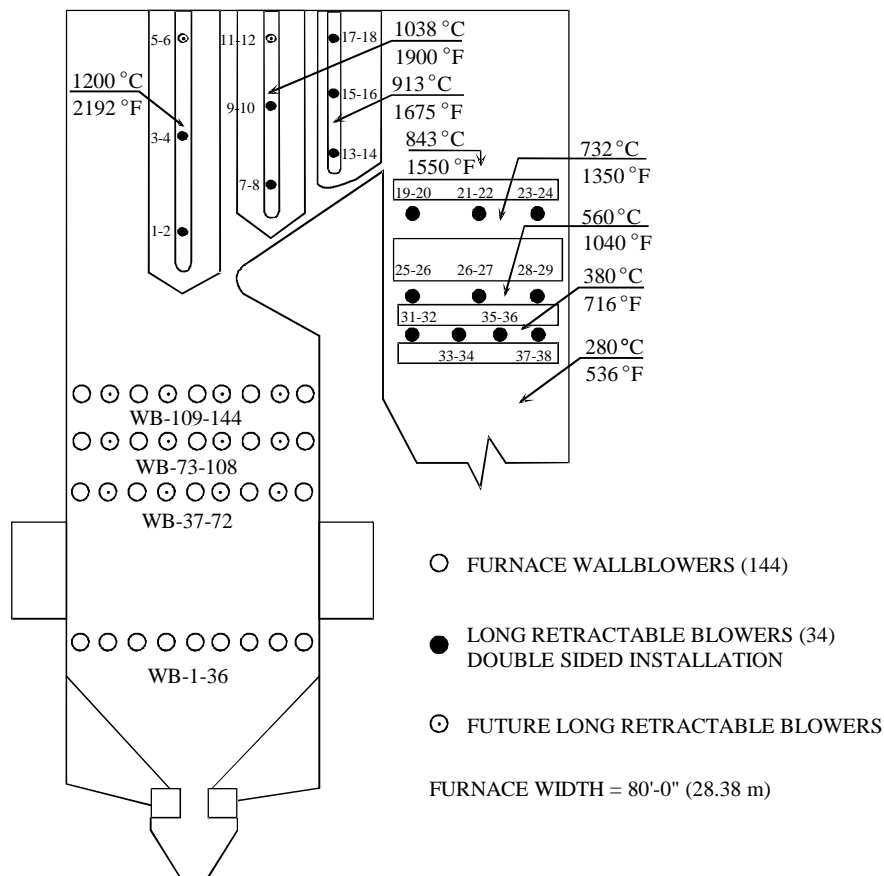 5-6
11-12
17-18
1038 °C
1900 °F
1200 °C
2192 °F
9-10
15-16
913 °C
1675 °F
3-4
13-14
843 °C
1550 °F
732 °C
1350 °F
7-8
19-20 21-22 23-24
1-2
560 °C
1040 °F
25-26 26-27 28-29
380 °C
716 °F
31-32 35-36
33-34 37-38
280 °C
536 °F
WB-109-144
WB-73-108
WB-37-72
FURNACE WALLBLOWERS (144)
LONG RETRACTABLE BLOWERS (34)
DOUBLE SIDED INSTALLATION
WB-1-36
FUTURE LONG RETRACTABLE BLOWERS
FURNACE WIDTH = 80'-0" (28.38 m)